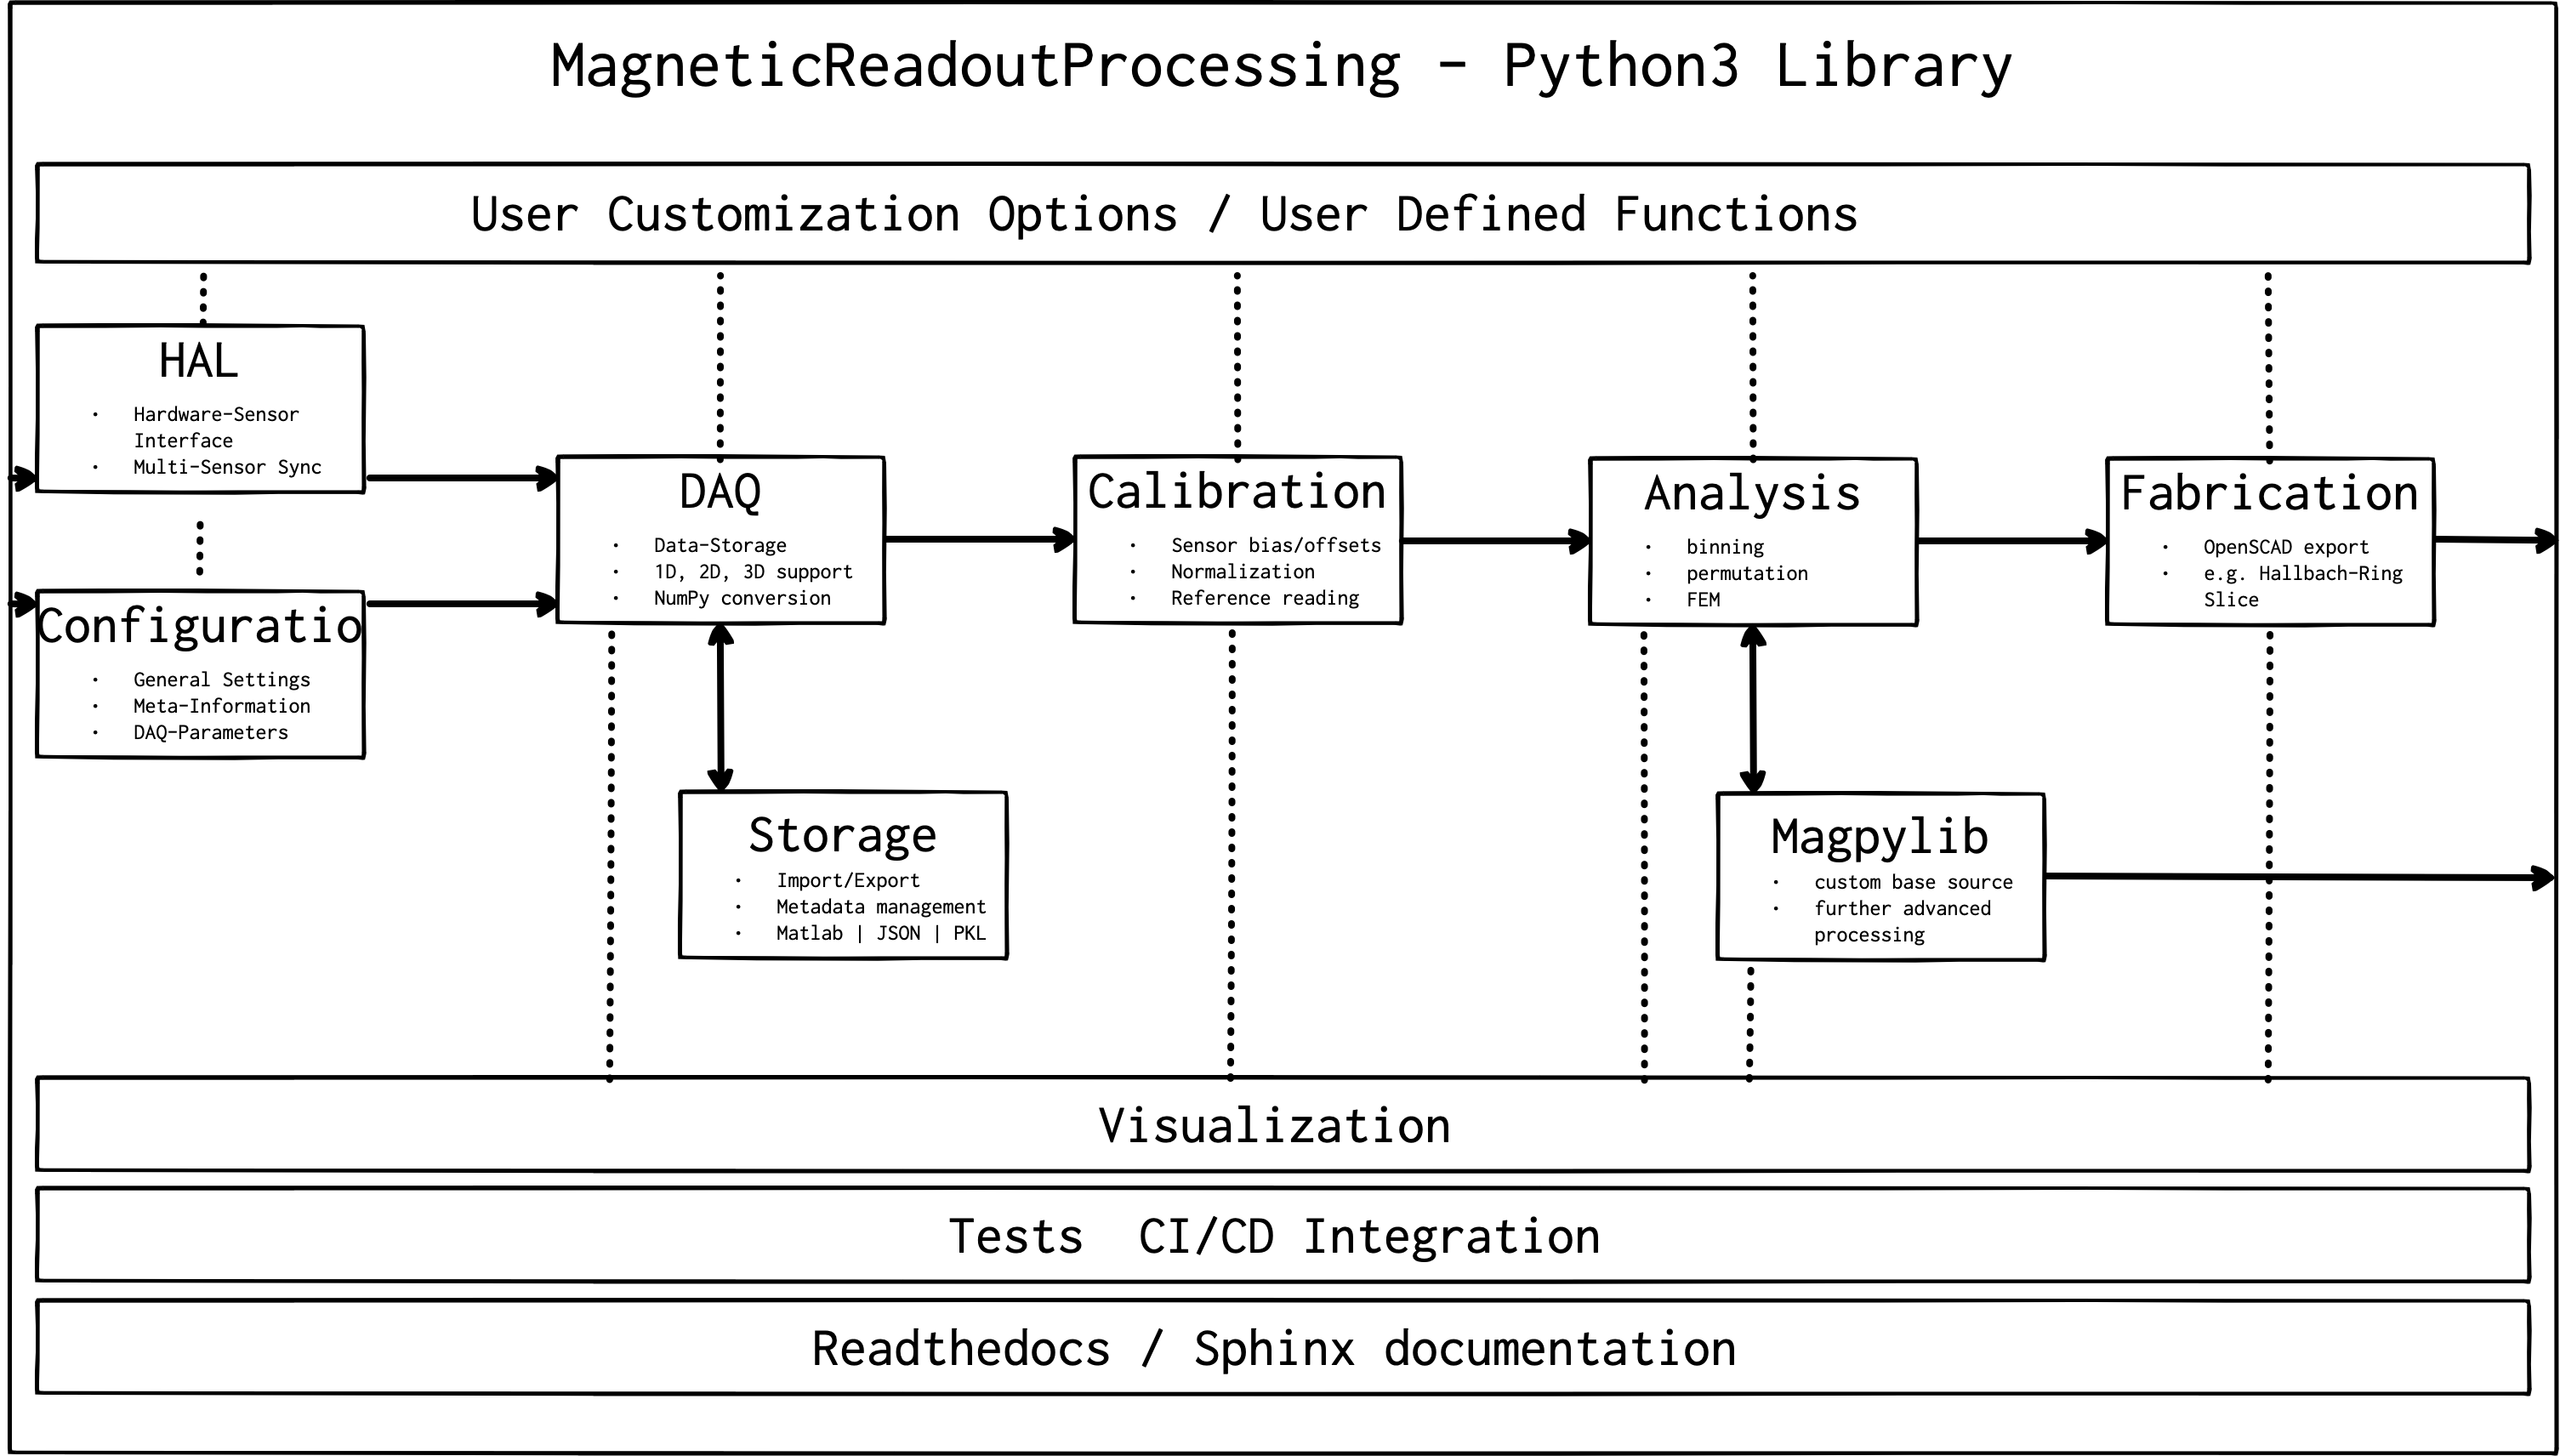 MagneticReadoutProcessing - Python3 Library
User Customization Options / User Defined Functions
HAL
· Hardware-Sensor
Interface
· Multi-Sensor Sync
Configuratio
· General Settings
· Meta-Information
· DAQ-Parameters
DAQ
· Data-Storage
· 1D, 2D, 3D support
· NumPy conversion
Storage
· Import/Export
· Metadata management
· Matlab | JSON | PKL
Calibration
· Sensor bias/offsets
· Normalization
· Reference reading
Analysis
· binning
· permutation
· FEM
Magpylib
· custom base source
· further advanced
processing
Fabrication
· OpenSCAD export
· e.g. Hallbach-Ring
Slice
Visualization
Tests  CI/CD Integration
Readthedocs / Sphinx documentation